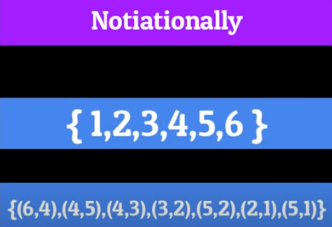 Notiationally
{ 1,2,3,4,5,6 }
{(6,4),(4,5),(4,3),(3,2),(5,2),(2,1),(5,1)}